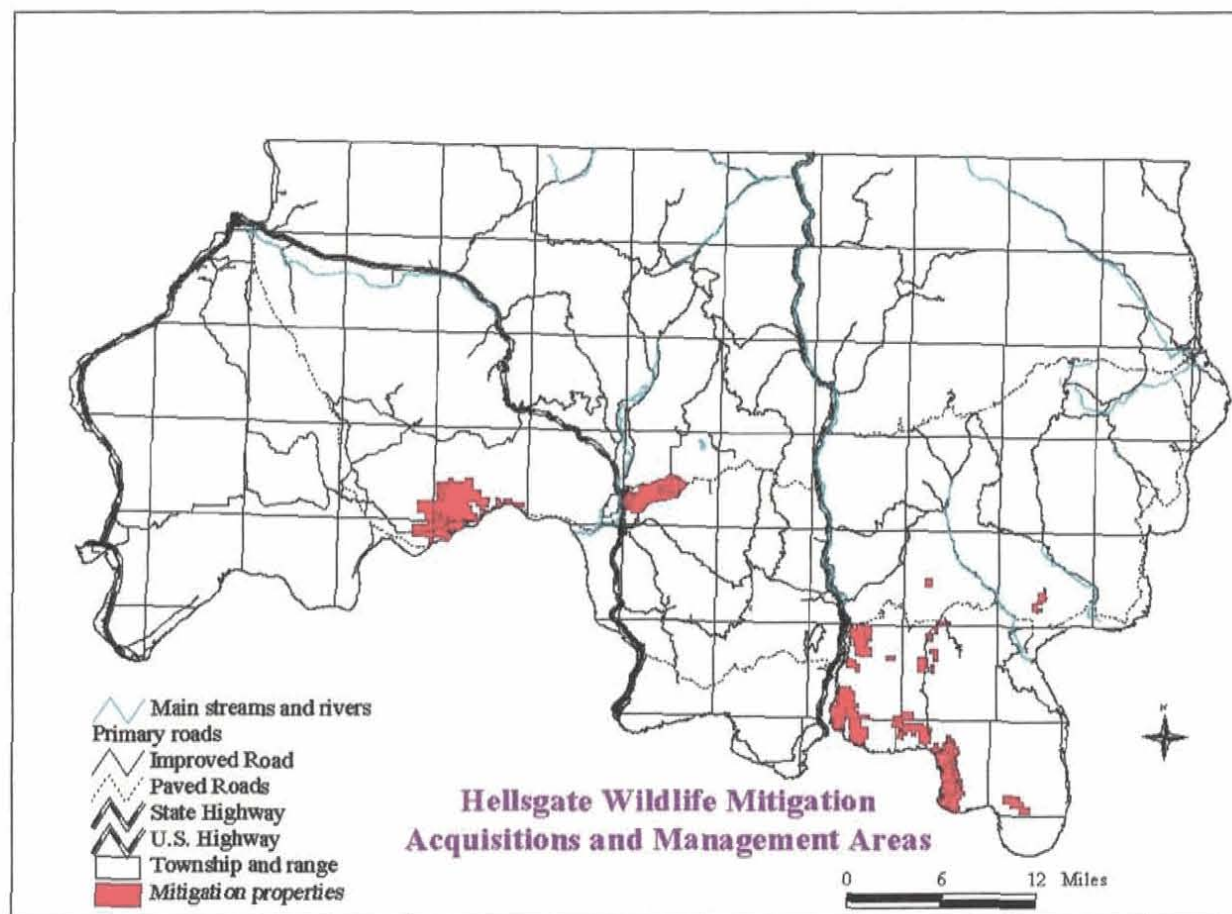 Main streams and rivers
Primary roads
Improved Road
Paved Roads
State Highway
U.S. Highway
Township and range
Mitigation properties
Hellsgate Wildlife Mitigation
Acquisitions and Management Areas
N
0 6 12 Miles